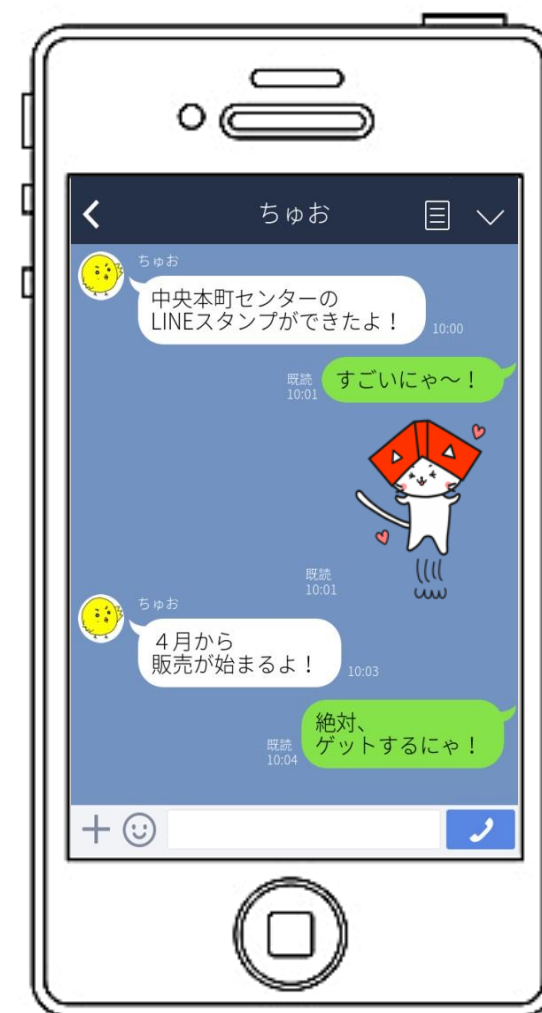 ちゅお
ちゅお
中央本町センターの
LINEスタンプができたよ！
10:00
既読
10:01
すごいにゃ～！
既読
10:01
ちゅお
４月から
販売が始まるよ！
10:03
既読
10:04
絶対、
ゲットするにゃ！